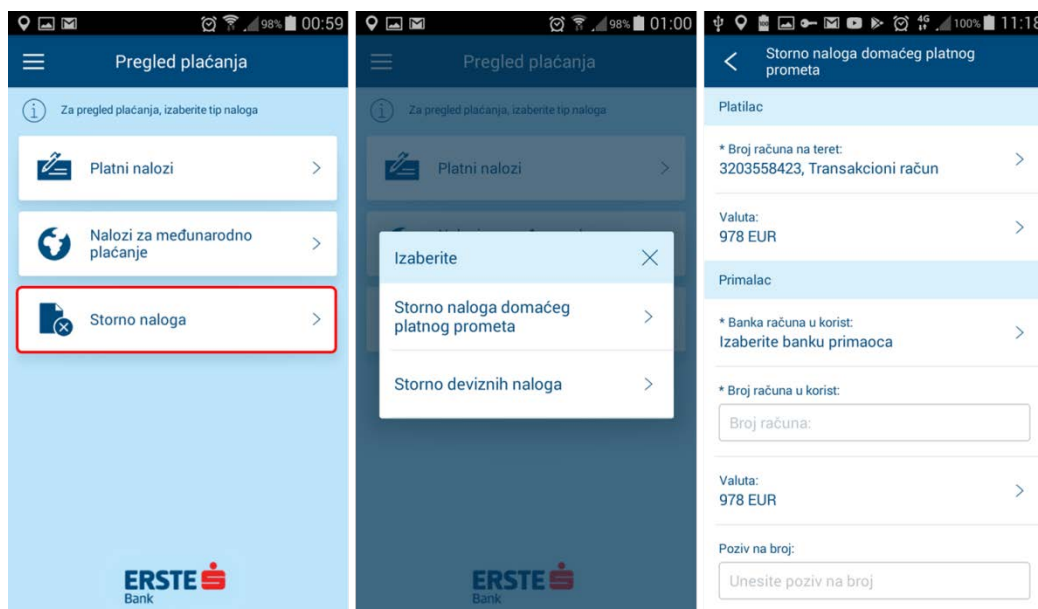 98% 00:59
Pregled plaćanja
Za pregled plaćanja, izaberite tip naloga
Platni nalozi
Nalozi za međunarodno
plaćanje
Storno naloga
ERSTE
Bank
98% 01:00
Pregled plaćanja
Za pregled plaćanja, izaberite tip naloga
Platni nalozi
Izaberite
Storno naloga domaćeg
platnog prometa
Storno deviznih naloga
ERSTE
Bank
4G 100% 11:18
Storno naloga domaćeg platnog
prometa
Platilac
* Broj računa na teret:
3203558423, Transakcioni račun
Valuta:
978 EUR
Primalac
* Banka računa u korist:
Izaberite banku primaoca
* Broj računa u korist:
Broj računa:
Valuta:
978 EUR
Poziv na broj:
Unesite poziv na broj